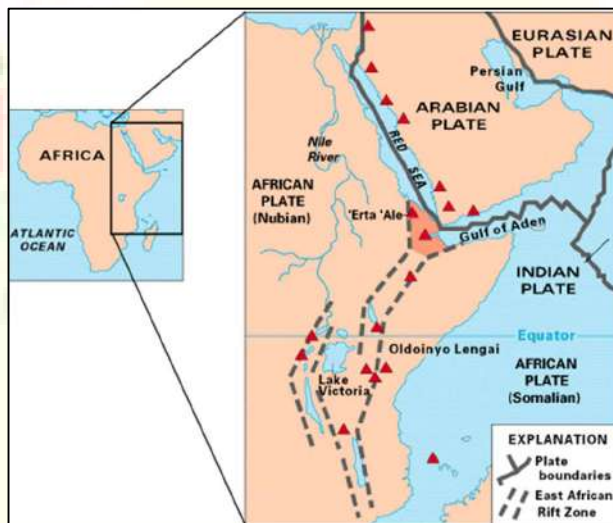 AFRICA
ATLANTIC
OCEAN
EURASIAN
PLATE
Persian
Gulf
ARABIAN
PLATE
Nile
River
RED
SEA
AFRICAN
PLATE
(Nubian)
'Erta 'Ale
Gulf of Aden
INDIAN
PLATE
Equator
Oldoinyo Lengai
AFRICAN
PLATE
(Somalian)
Lake
Victoria
EXPLANATION
Plate
boundaries
East African
Rift Zone